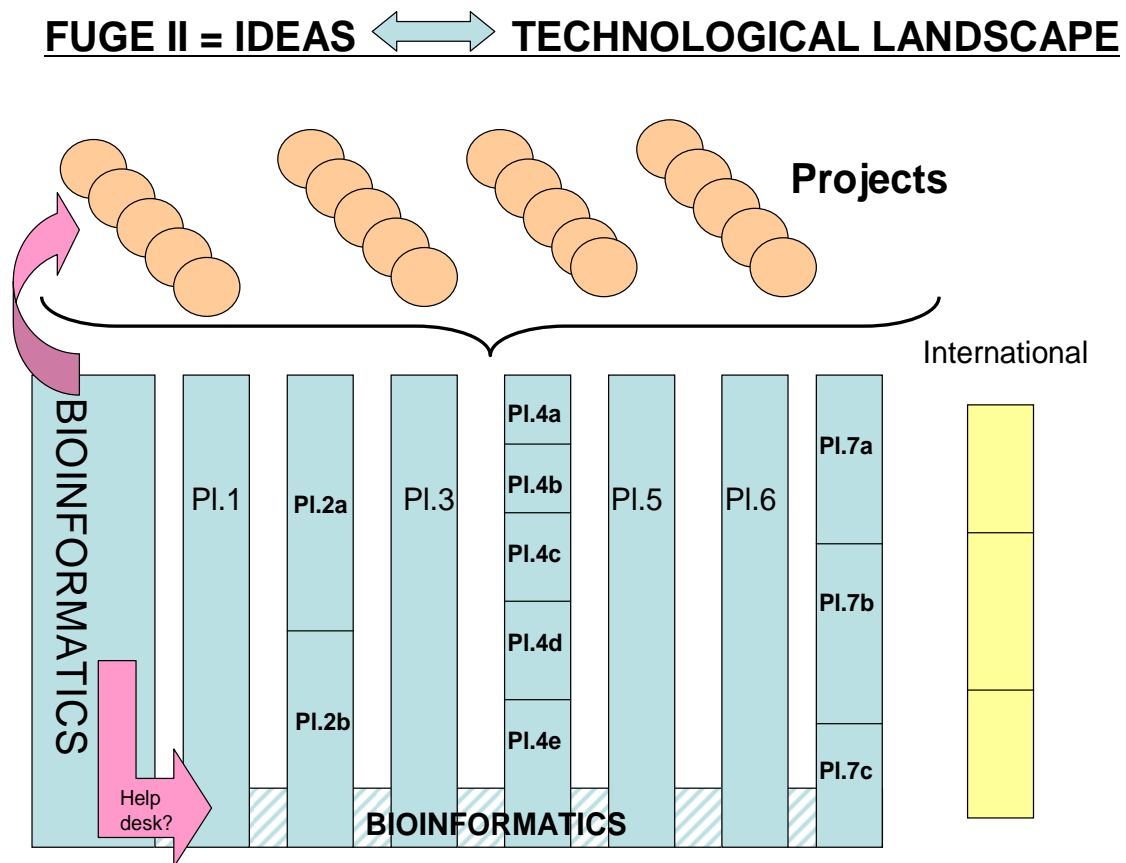 FUGE II = IDEAS TECHNOLOGICAL LANDSCAPE
Projects
International
BIOINFORMATICS
Pl.1
Pl.2a
Pl.2b
Pl.3
Pl.4a
Pl.4b
Pl.4c
Pl.4d
Pl.4e
Pl.5
Pl.6
Pl.7a
Pl.7b
Pl.7c
Help
desk?
BIOINFORMATICS